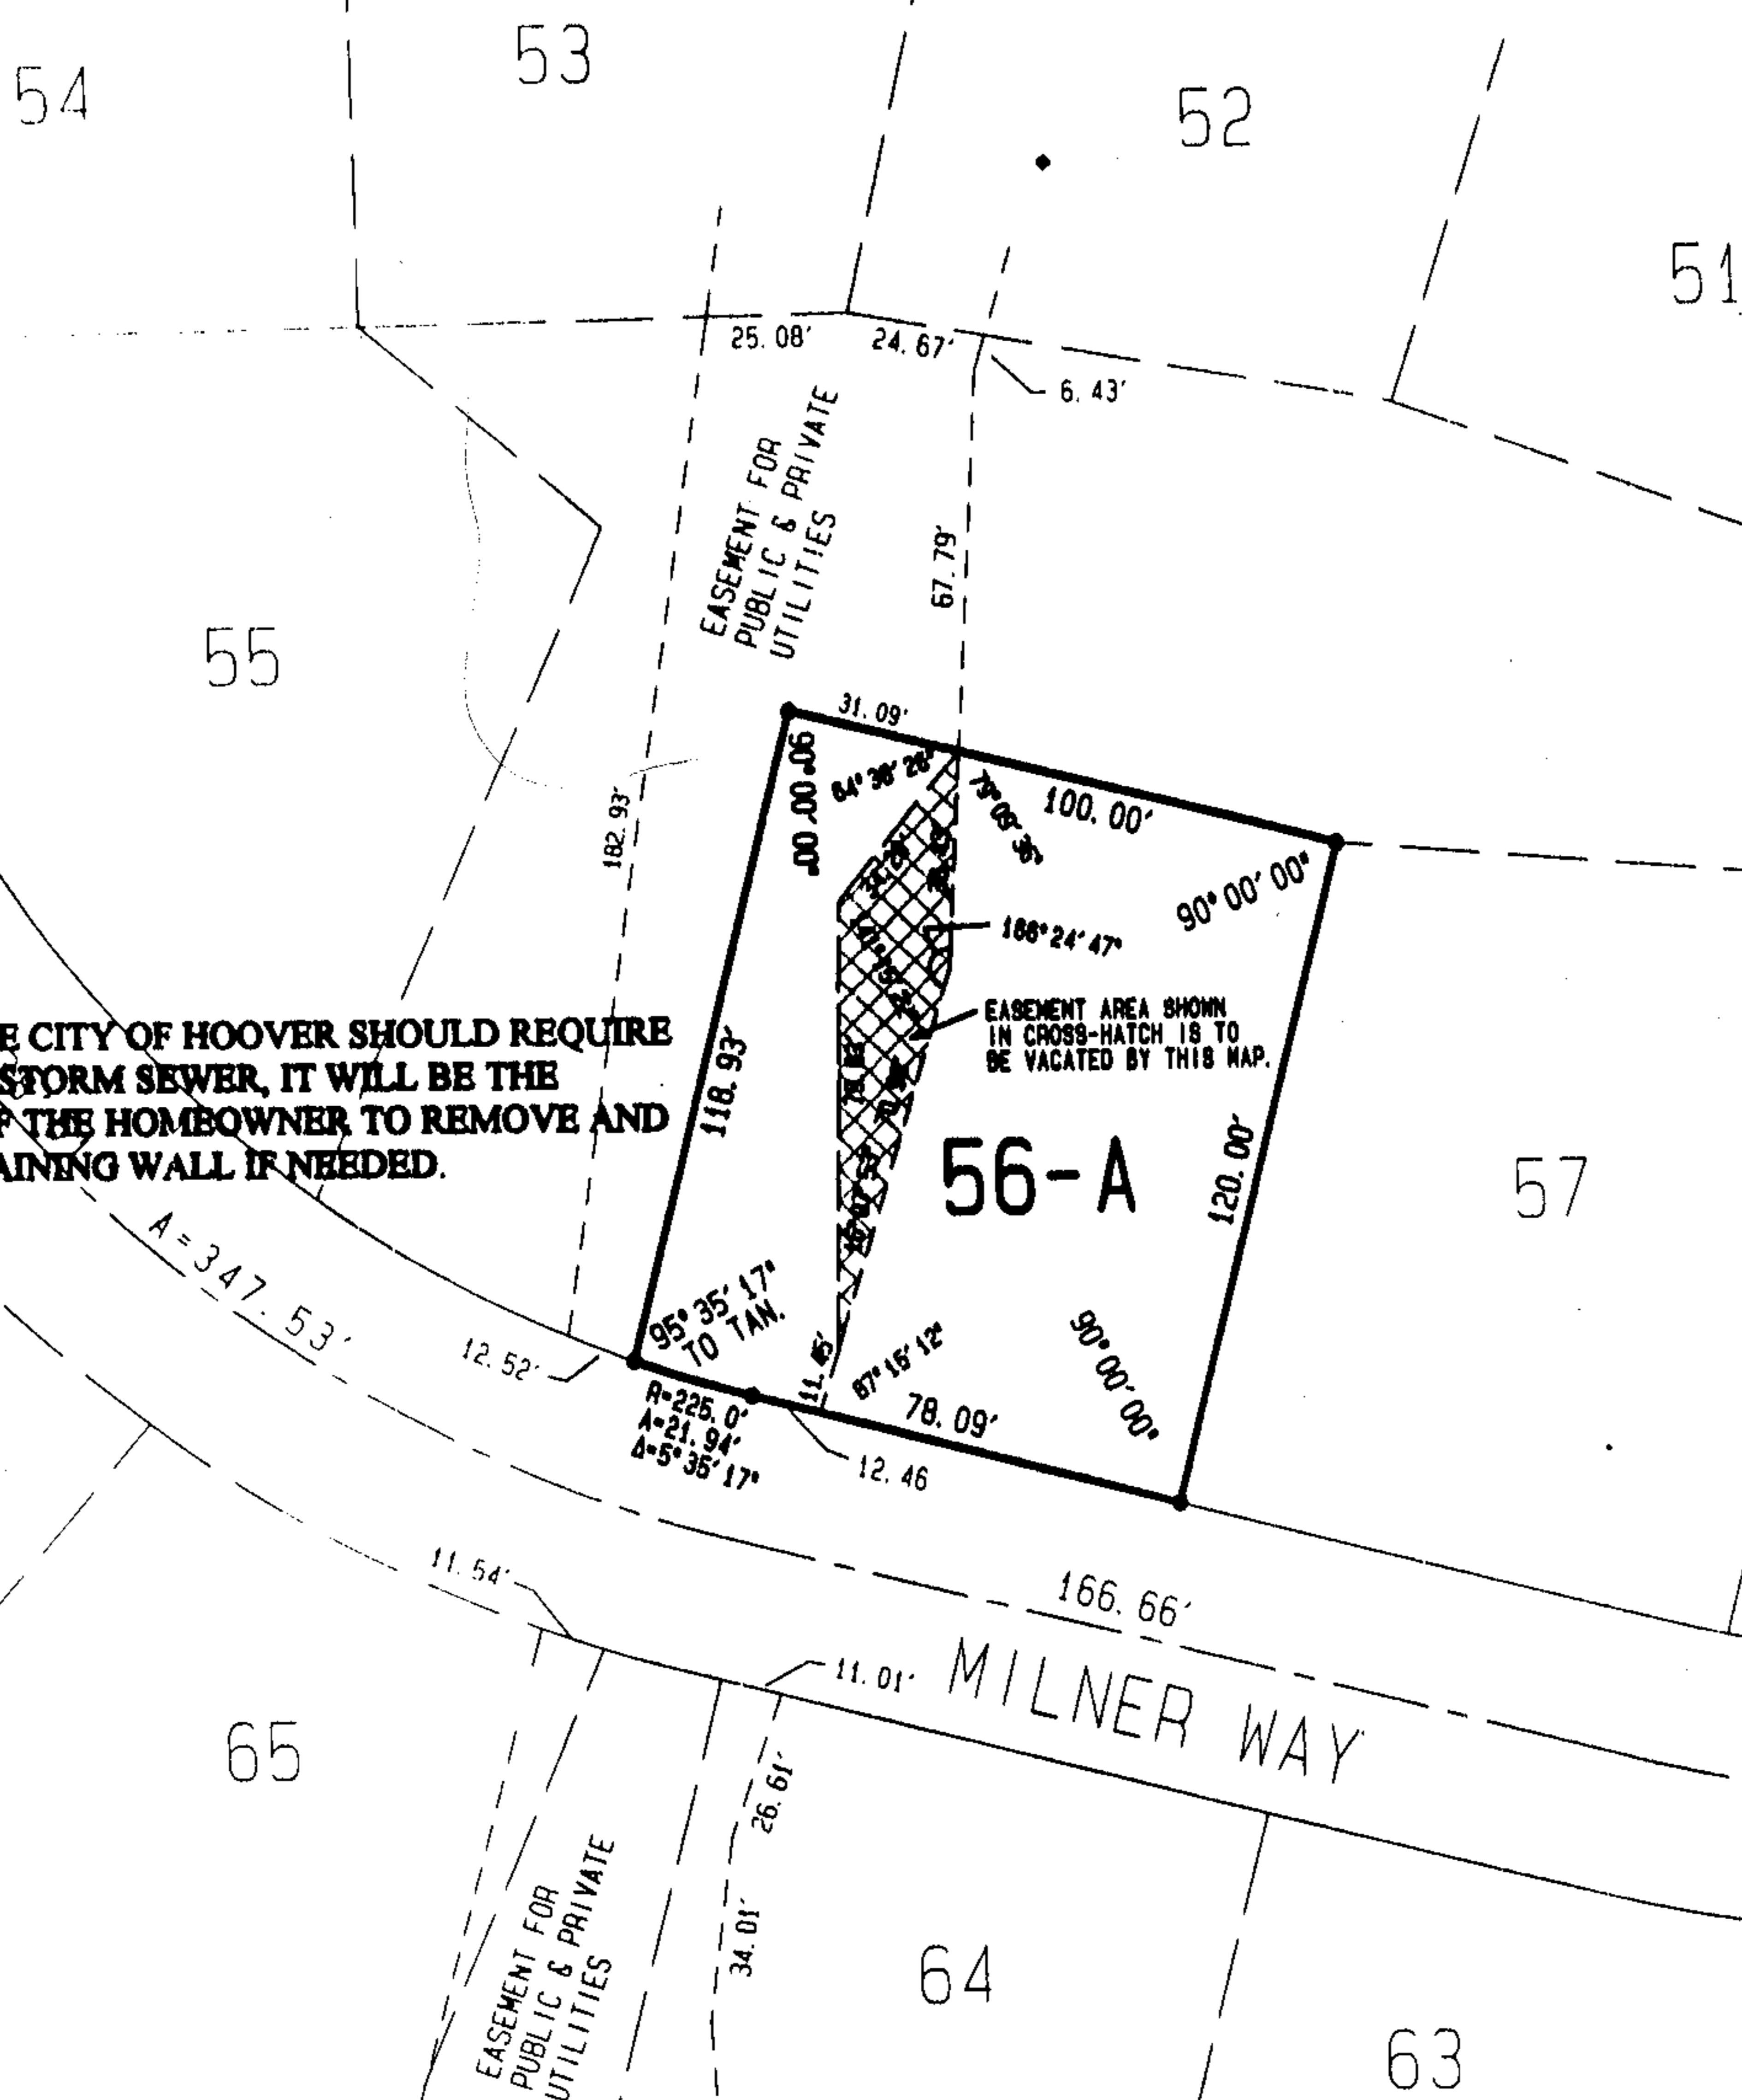 53
54
52
51
25.08'
24.67'
6.43'
EASEMENT FOR
PUBLIC & PRIVATE
UTILITIES
67.79'
55
31.09'
90° 00' 00"
64° 38' 28"
100.00'
90° 00' 00"
182.93'
166° 24' 47"
EASEMENT AREA SHOWN
IN CROSS-HATCH IS TO
BE VACATED BY THIS MAP.
E CITY OF HOOVER SHOULD REQUIRE
STORM SEWER, IT WILL BE THE
F THE HOMEOWNER TO REMOVE AND
AINING WALL IF NEEDED.
118.93'
56-A
120.00'
57
A=347.53'
95° 35' 17"
TO TAN.
12.52'
87° 15' 12"
90° 00' 00"
R=225.0'
A=21.94'
Δ=5° 35' 17"
78.09'
12.46
11.54'
166.66'
11.01'
MILNER WAY
65
26.61'
34.01'
EASEMENT FOR
PUBLIC & PRIVATE
UTILITIES
64
63